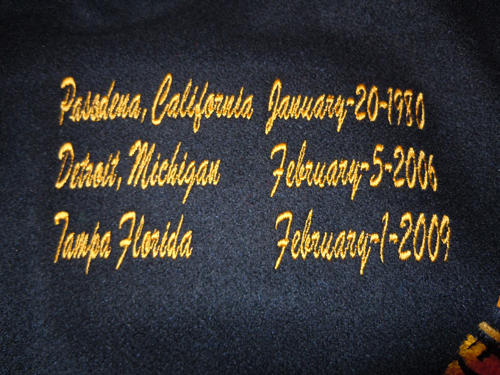 Pasadena, California January-20-1980
Detroit, Michigan February-5-2006
Tampa Florida February-1-2009